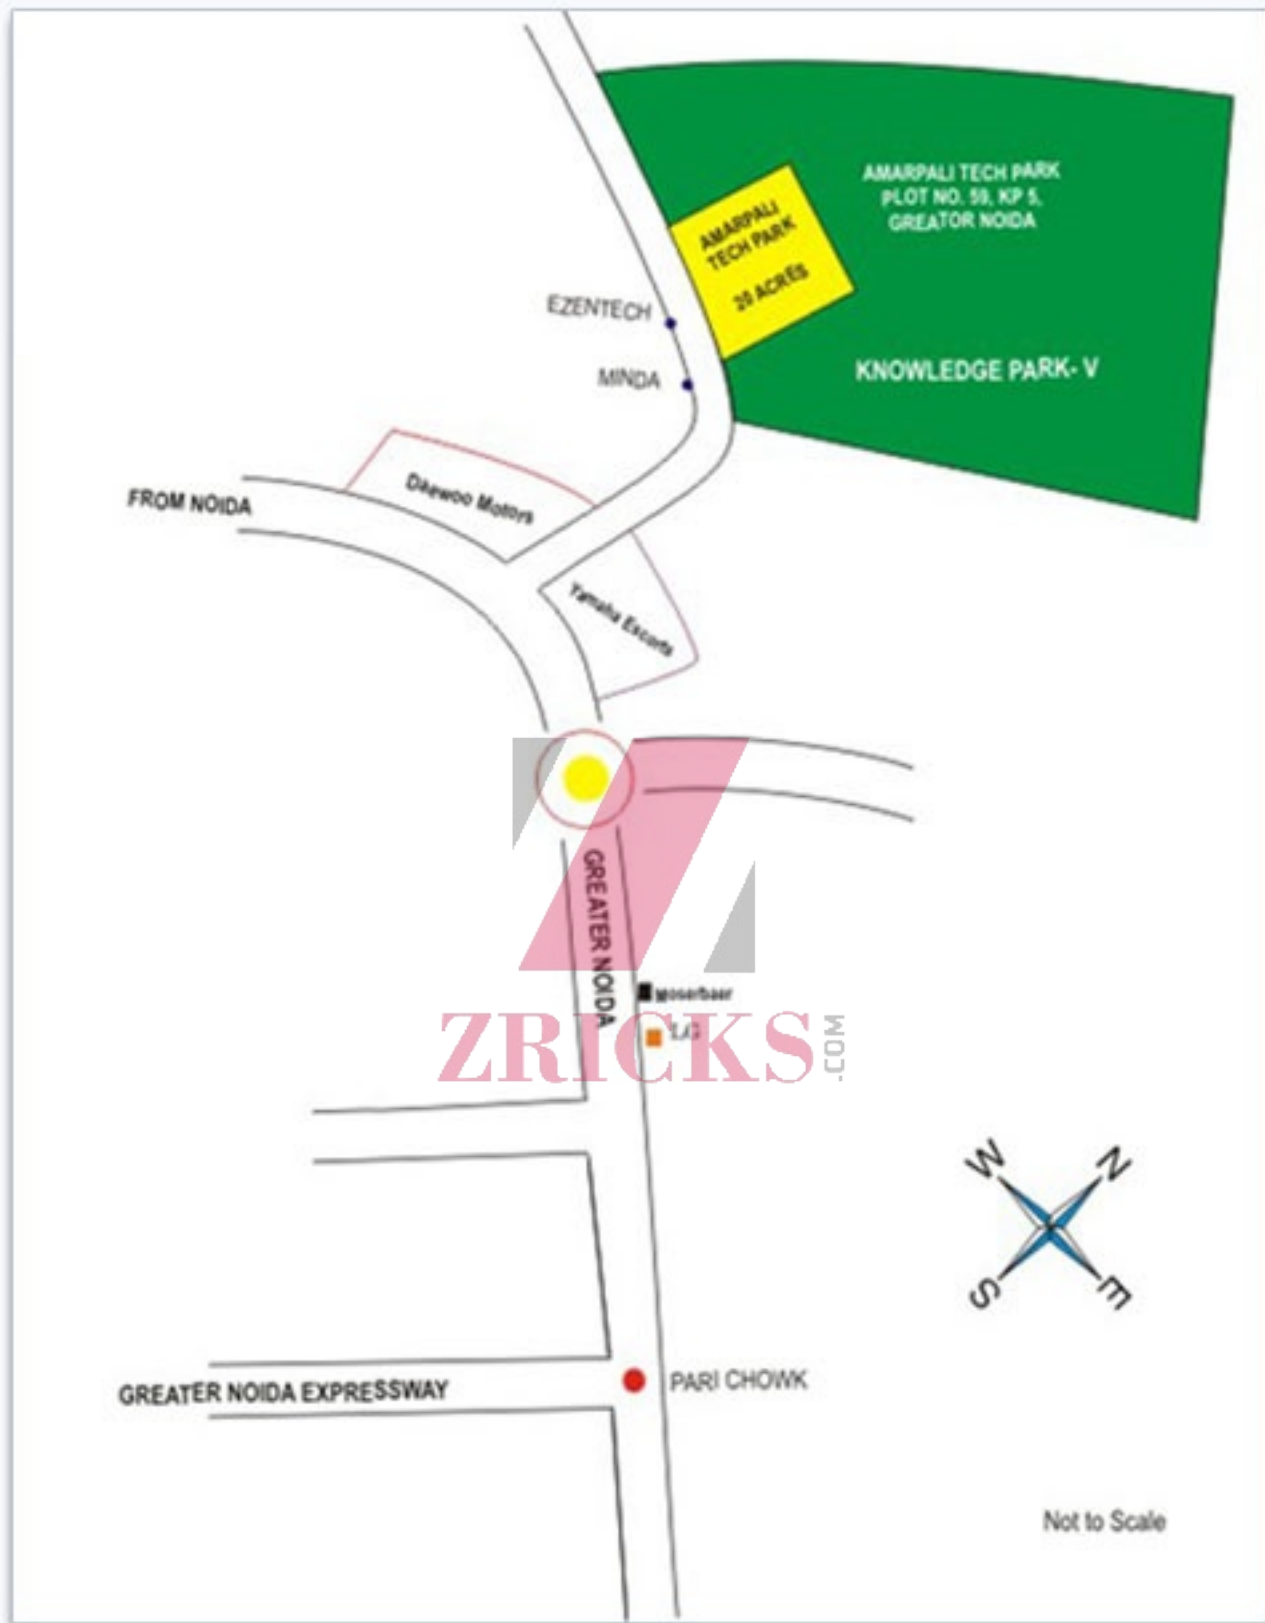 AMARPALI TECH PARK
PLOT NO. 59, KP 5,
GREATOR NOIDA
AMARPALI
TECH PARK
20 ACRES
EZENTECH
MINDA
KNOWLEDGE PARK- V
Daewoo Motors
FROM NOIDA
Yamaha Escorts
GREATER NOIDA
Moserbaer
LG
ZRICKS
.COM
W
N
S
E
GREATER NOIDA EXPRESSWAY
PARI CHOWK
Not to Scale